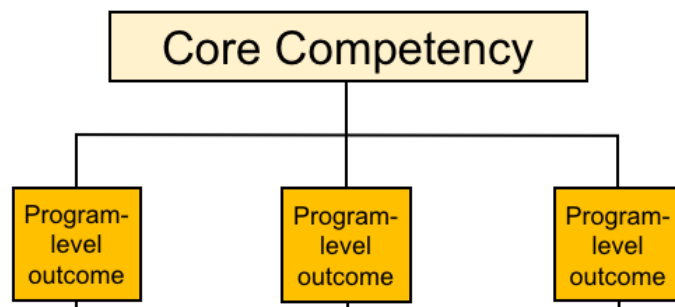 Core Competency
Program-
level
outcome
Program-
level
outcome
Program-
level
outcome